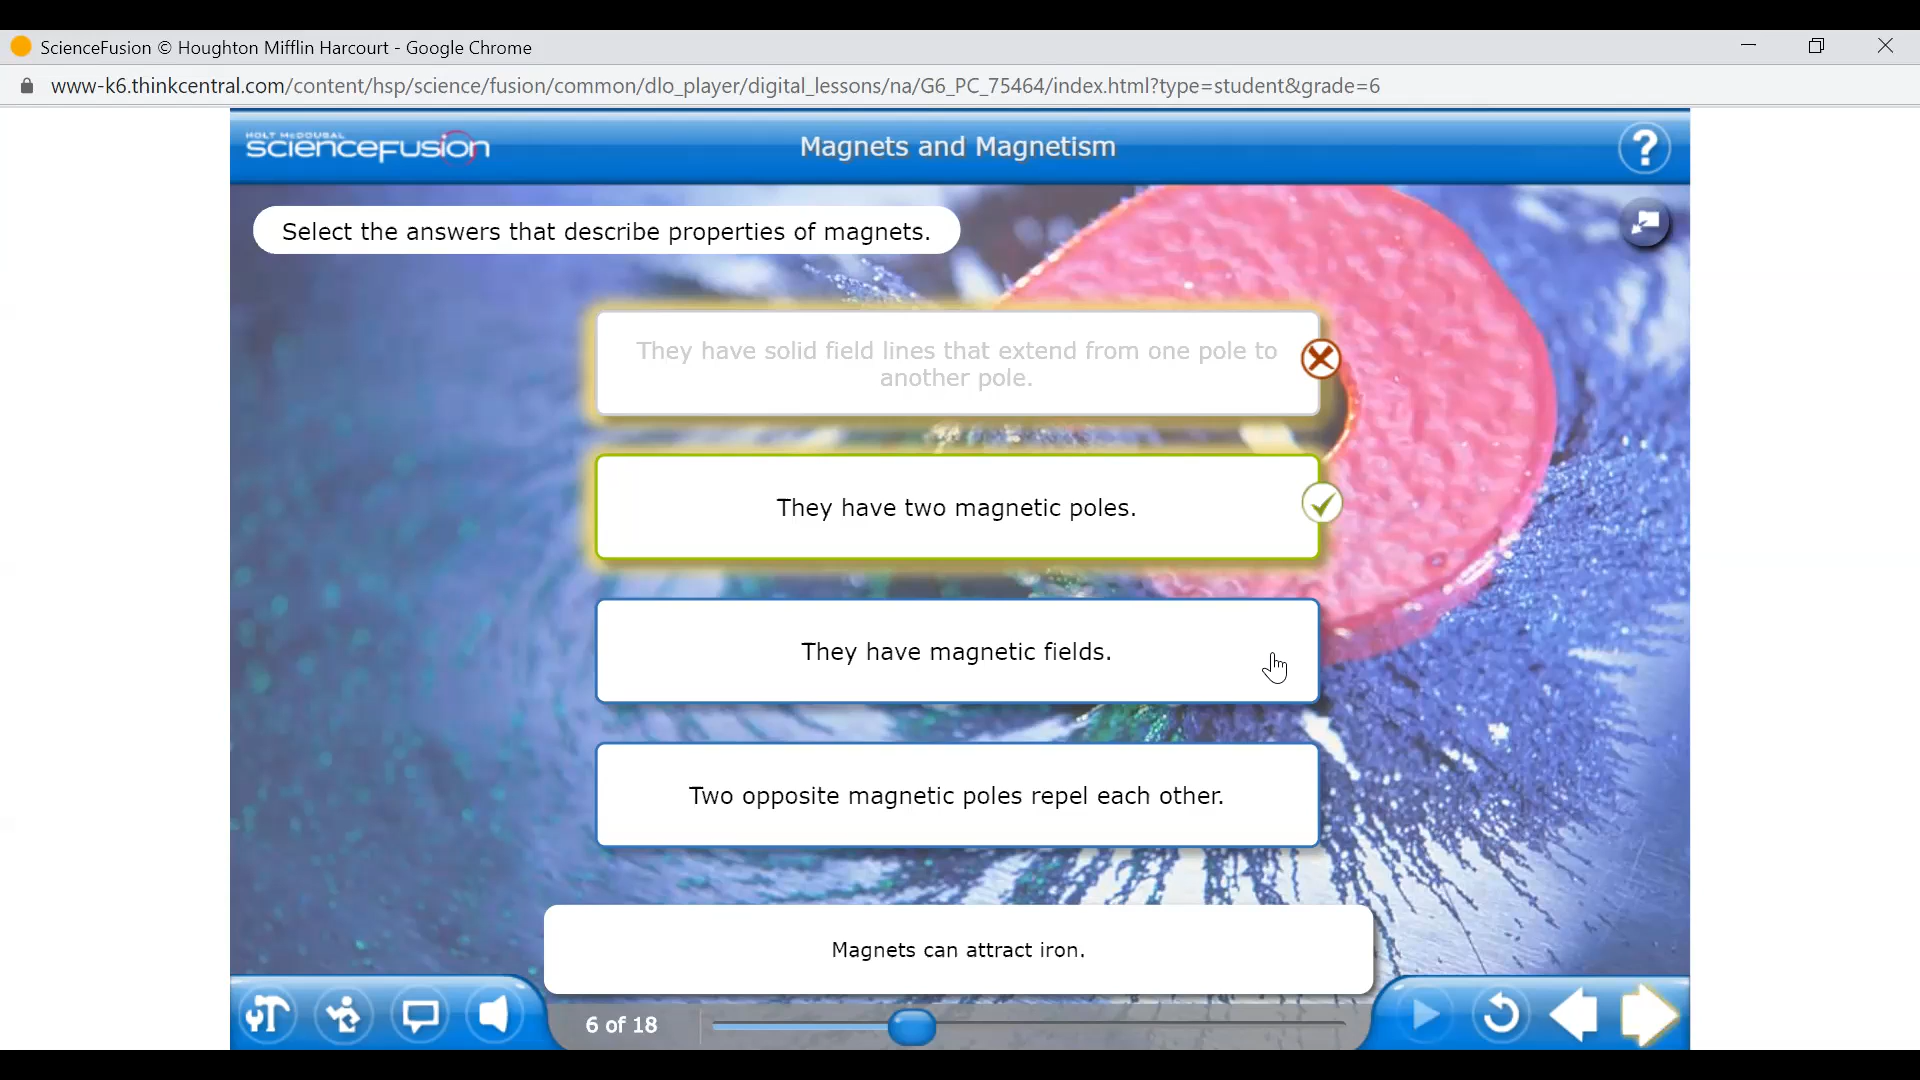 ScienceFusion © Houghton Mifflin Harcourt - Google Chrome
www-k6.thinkcentral.com/content/hsp/science/fusion/common/dlo_player/digital_lessons/na/G6_PC_75464/index.html?type=student&grade=6
HOLT McDOUGAL
scienceFusion
Magnets and Magnetism
?
Select the answers that describe properties of magnets.
They have solid field lines that extend from one pole to
another pole.
They have two magnetic poles.
They have magnetic fields.
Two opposite magnetic poles repel each other.
Magnets can attract iron.
6 of 18